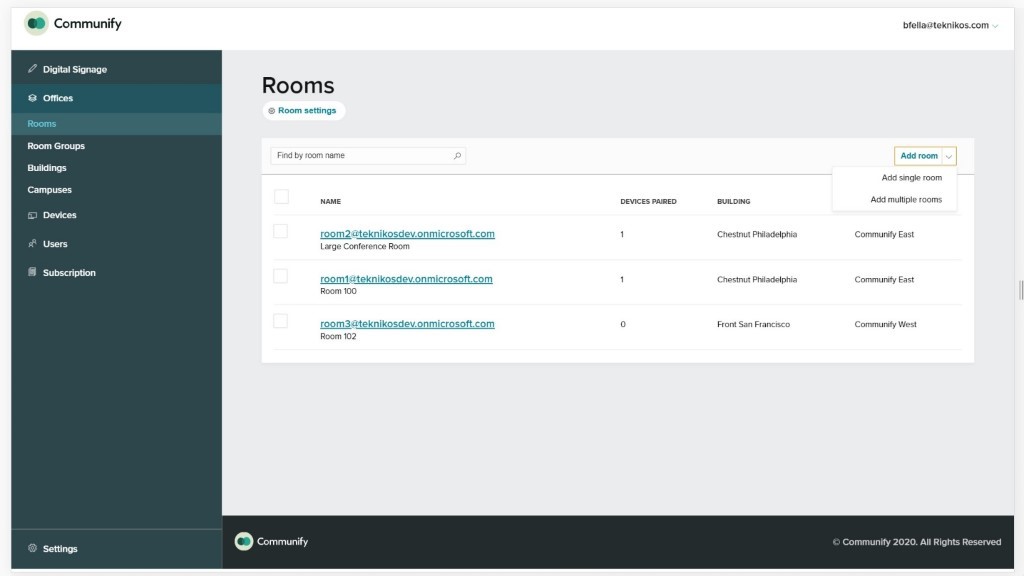 Communify
bfella@teknikos.com
Digital Signage
Offices
Rooms
Room Groups
Buildings
Campuses
Devices
Users
Subscription
Settings
Rooms
Room settings
Find by room name
Add room
Add single room
Add multiple rooms
NAME DEVICES PAIRED BUILDING
room2@teknikosdev.onmicrosoft.com 1 Chestnut Philadelphia Communify East
Large Conference Room
room1@teknikosdev.onmicrosoft.com 1 Chestnut Philadelphia Communify East
Room 100
room3@teknikosdev.onmicrosoft.com 0 Front San Francisco Communify West
Room 102
Communify
© Communify 2020. All Rights Reserved